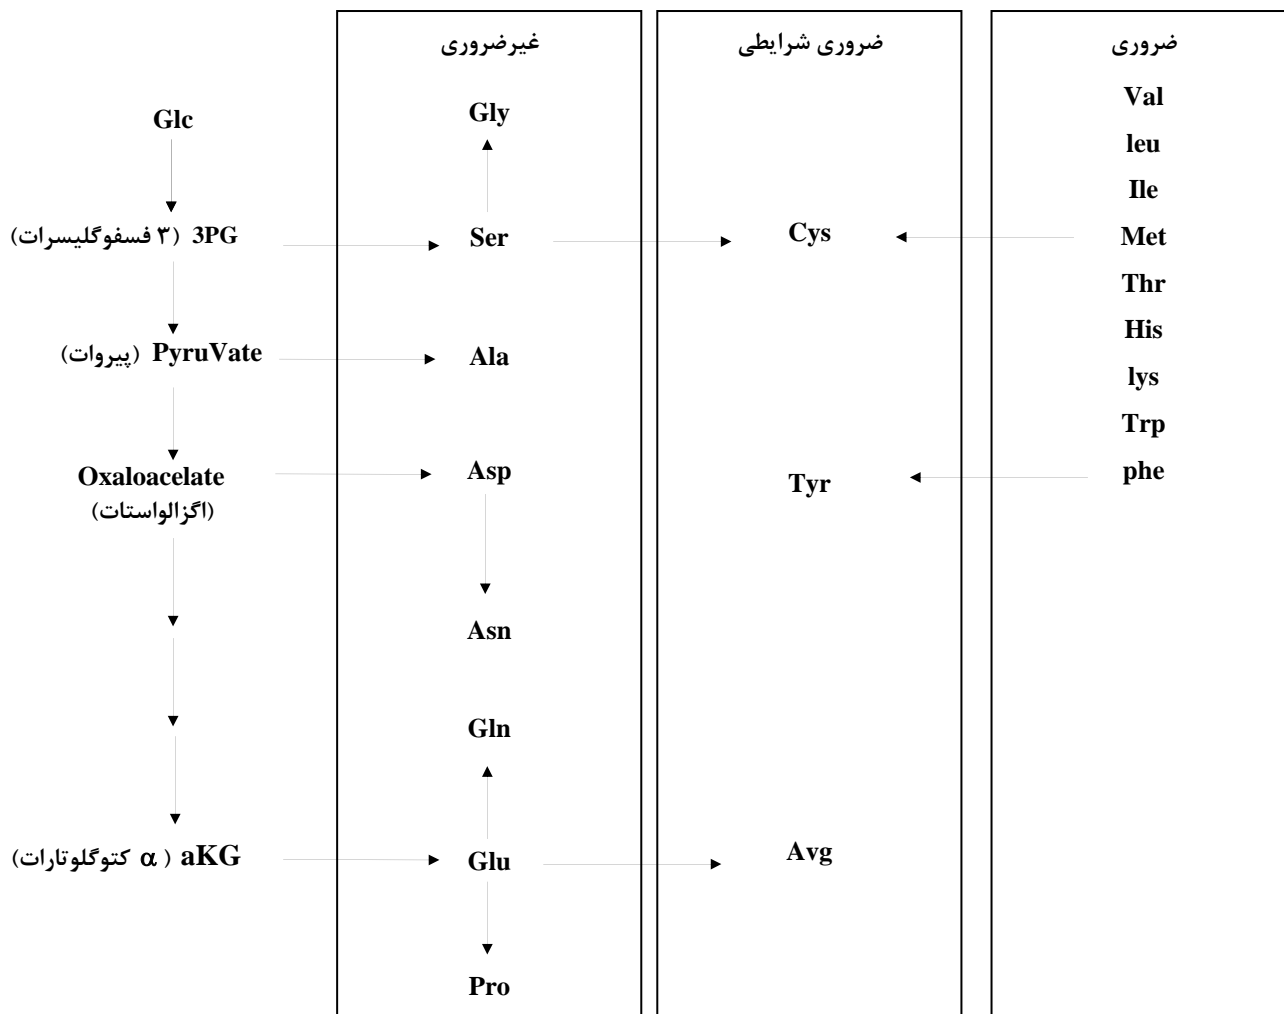 ضروری
ضروری شرایطی
غیرضروری
Val
leu
Ile
Met
Thr
His
lys
Trp
phe
Cys
Tyr
Avg
Gly
Ser
Ala
Asp
Asn
Gln
Glu
Pro
Glc
3PG (۳ فسفوگلیسرات)
PyruVate (پیروات)
Oxaloacelate
(اگزالواستات)
aKG (α کتوگلوتارات)